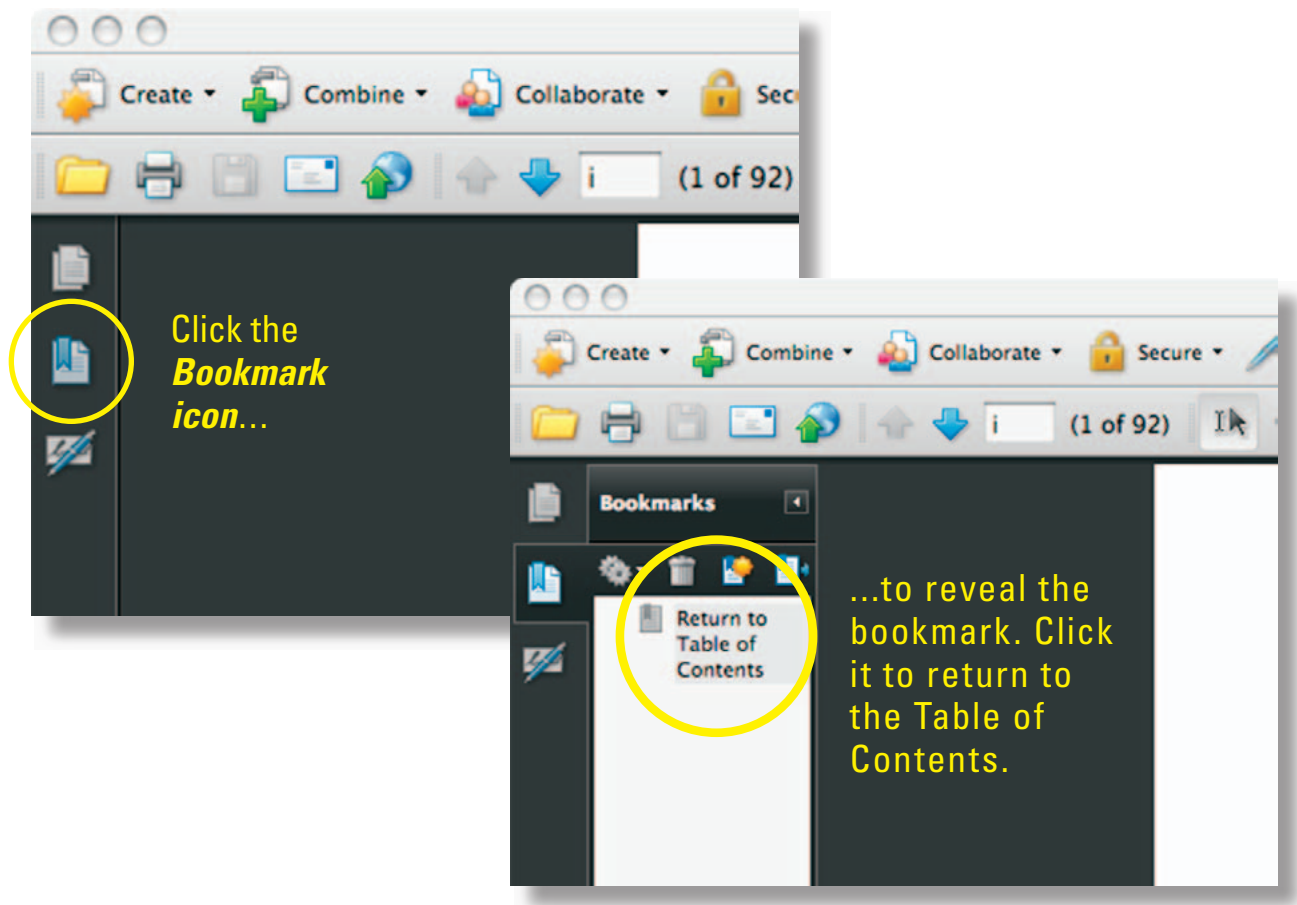 Create Combine Collaborate Sec
i (1 of 92)
Click the
Bookmark
icon...
Create Combine Collaborate Secure
i (1 of 92)
Bookmarks
Return to
Table of
Contents
...to reveal the
bookmark. Click
it to return to
the Table of
Contents.